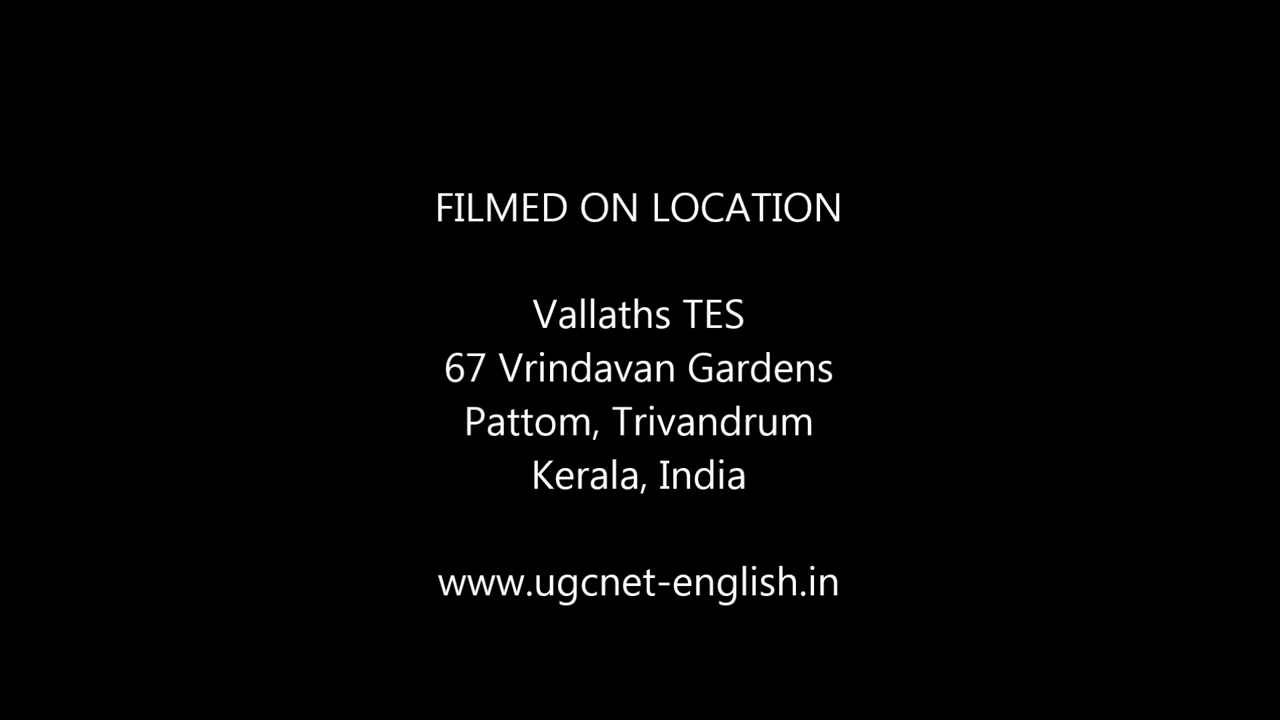 FILMED ON LOCATION
Vallaths TES
67 Vrindavan Gardens
Pattom, Trivandrum
Kerala, India
www.ugcnet-english.in